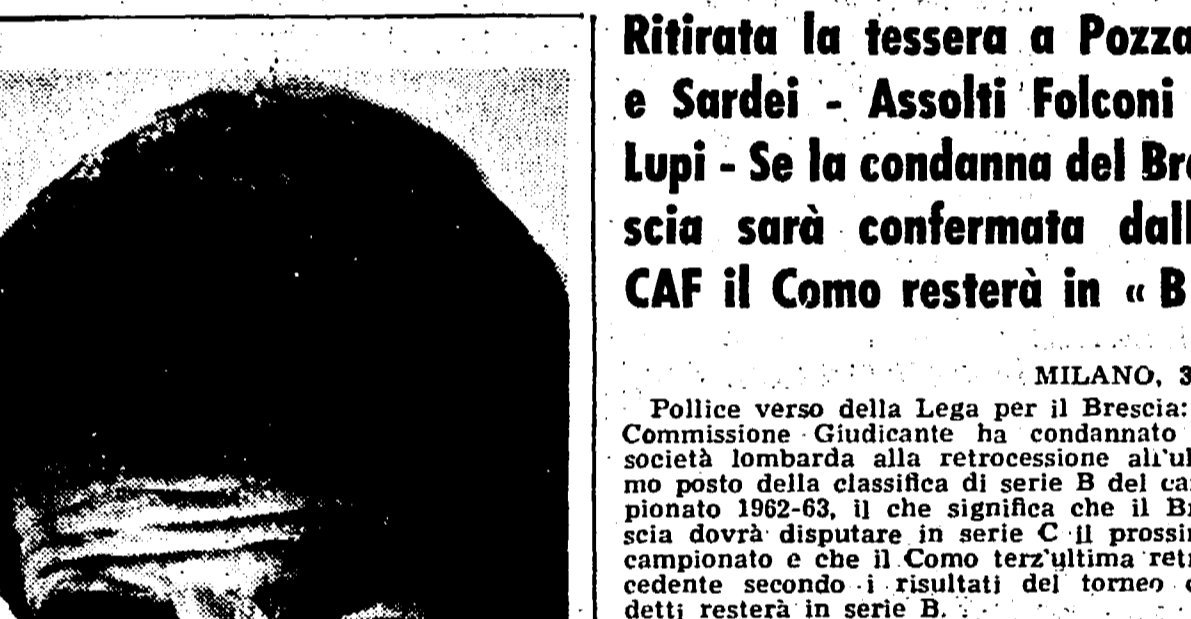 Ritirata la tessera a Pozza
e Sardei - Assolti Folconi
Lupi - Se la condanna del Bre
scia sarà confermata dall
CAF il Como resterà in « B
MILANO, 3
Pollice verso della Lega per il Brescia:
Commissione Giudicante ha condannato
società lombarda alla retrocessione all'ul
mo posto della classifica di serie B del ca
pionato 1962-63, il che significa che il Br
scia dovrà disputare in serie C il prossi
campionato e che il Como terz'ultima retr
cedente secondo i risultati del torneo c
detti resterà in serie B.